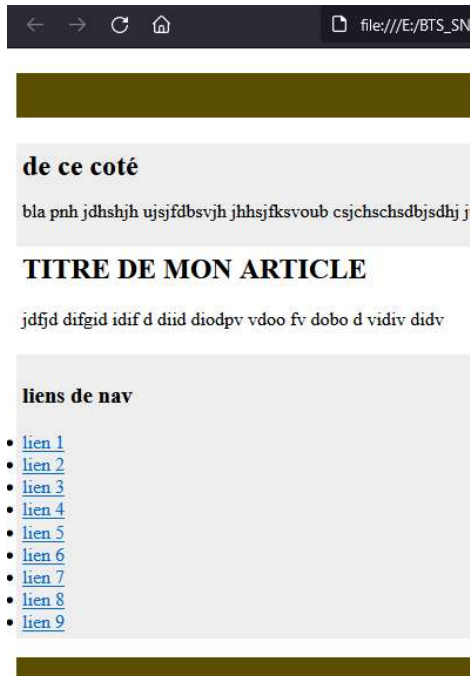 file:///E:/BTS_SN
de ce coté
bla pnh jdhshjh ujsjfdbsvjh jhhsjfksvoub csjchschsdbjsdhj
TITRE DE MON ARTICLE
jdfjd difgid idif d diid diodpv vdoo fv dobo d vidiv didv
liens de nav
lien 1
lien 2
lien 3
lien 4
lien 5
lien 6
lien 7
lien 8
lien 9